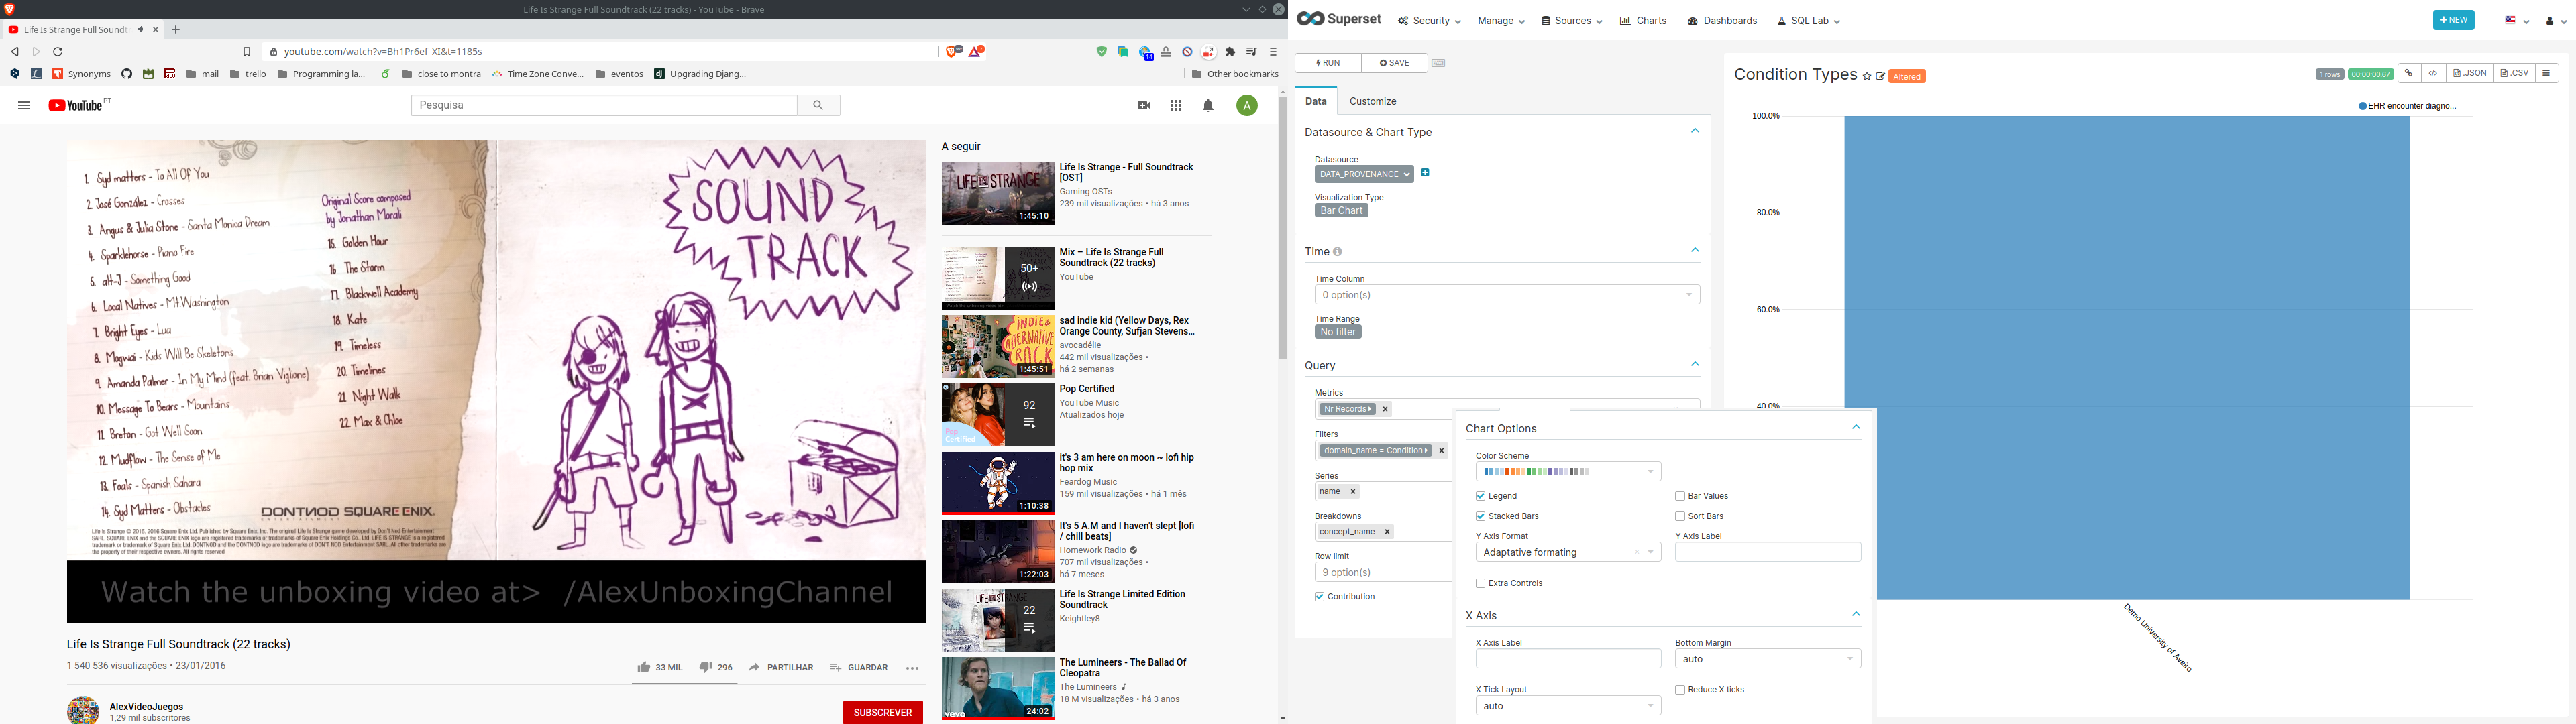 Life Is Strange Full Soundtrack (22 tracks) - YouTube - Brave
Life Is Strange Full Soundt
youtube.com/watch?v=Bh1Pr6ef_XI&t=1185s
Synonyms
mail
trello
Programming la...
close to montra
Time Zone Conve...
eventos
Upgrading Djang...
Other bookmarks
YouTube PT
Pesquisa
A
1. Syd matters - To All Of You
2. José González - Crosses
3. Angus & Julia Stone - Santa Monica Dream
4. Sparklehorse - Piano Fire
5. alt-J - Something Good
6. Local Natives - Mt Washington
7. Bright Eyes - Lua
8. Mogwai - Kids Will Be Skeletons
9. Amanda Palmer - In My Mind (feat. Brian Viglione)
10. Message To Bears - Mountains
11. Breton - Got Well Soon
12. Mudflow - The Sense of Me
13. Foals - Spanish Sahara
14. Syd Matters - Obstacles
Original Score composed
by Jonathan Morali
15. Golden Hour
16. The Storm
17. Blackwell Academy
18. Kate
19. Timeless
20. Timelines
21. Night Walk
22. Max & Chloe
DONTNOD SQUARE ENIX.
ENTERTAINMENT
SOUND
TRACK
Watch the unboxing video at> /AlexUnboxingChannel
Life Is Strange Full Soundtrack (22 tracks)
1 540 536 visualizações • 23/01/2016
33 MIL
296
PARTILHAR
GUARDAR
AlexVideoJuegos
1,29 mil subscritores
SUBSCREVER
A seguir
LIFE IS STRANGE
1:45:10
Life Is Strange - Full Soundtrack
[OST]
Gaming OSTs
239 mil visualizações • há 3 anos
50+
Mix – Life Is Strange Full
Soundtrack (22 tracks)
YouTube
INDIE &
ALTERNATIVE
ROCK
1:45:51
sad indie kid (Yellow Days, Rex
Orange County, Sufjan Stevens...
avocadélie
442 mil visualizações •
há 2 semanas
Pop
Certified
92
Pop Certified
YouTube Music
Atualizados hoje
1:10:38
it's 3 am here on moon ~ lofi hip
hop mix
Feardog Music
159 mil visualizações • há 1 mês
1:22:03
It's 5 A.M and I haven't slept [lofi
/ chill beats]
Homework Radio
707 mil visualizações •
há 7 meses
22
Life Is Strange Limited Edition
Soundtrack
Keightley8
vevo
24:02
The Lumineers - The Ballad Of
Cleopatra
The Lumineers
18 M visualizações • há 3 anos
Superset
Security
Manage
Sources
Charts
Dashboards
SQL Lab
+ NEW
RUN
SAVE
Data
Customize
Datasource & Chart Type
Datasource
DATA_PROVENANCE
Visualization Type
Bar Chart
Time
Time Column
0 option(s)
Time Range
No filter
Query
Metrics
Nr Records
Filters
domain_name = Condition
Series
name
Breakdowns
concept_name
Row limit
9 option(s)
Contribution
Chart Options
Color Scheme
Legend
Bar Values
Stacked Bars
Sort Bars
Y Axis Format
Y Axis Label
Adaptative formating
Extra Controls
X Axis
X Axis Label
Bottom Margin
auto
X Tick Layout
Reduce X ticks
auto
Condition Types
Altered
1 rows
00:00:00.67
.JSON
.CSV
EHR encounter diagno...
100.0%
80.0%
60.0%
40.0%
Demo University of Aveiro